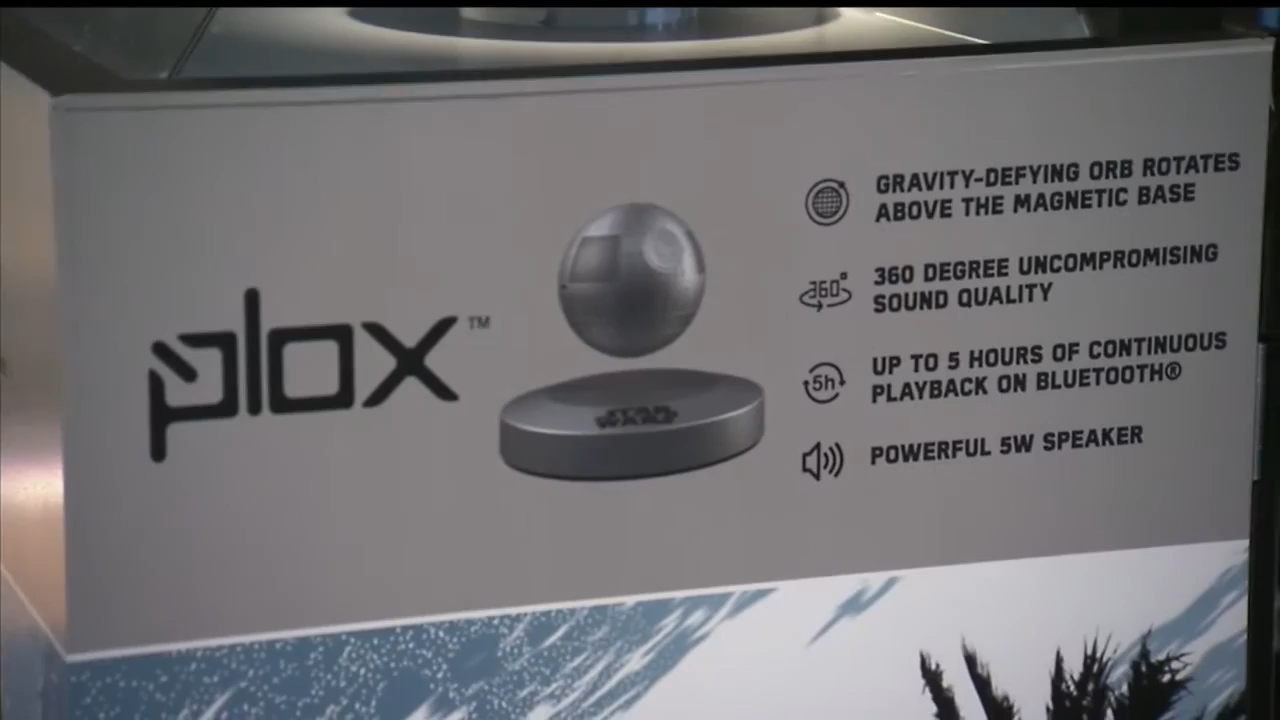 plox™
STAR
WARS
GRAVITY-DEFYING ORB ROTATES
ABOVE THE MAGNETIC BASE
360°
360 DEGREE UNCOMPROMISING
SOUND QUALITY
5h
UP TO 5 HOURS OF CONTINUOUS
PLAYBACK ON BLUETOOTH®
POWERFUL 5W SPEAKER